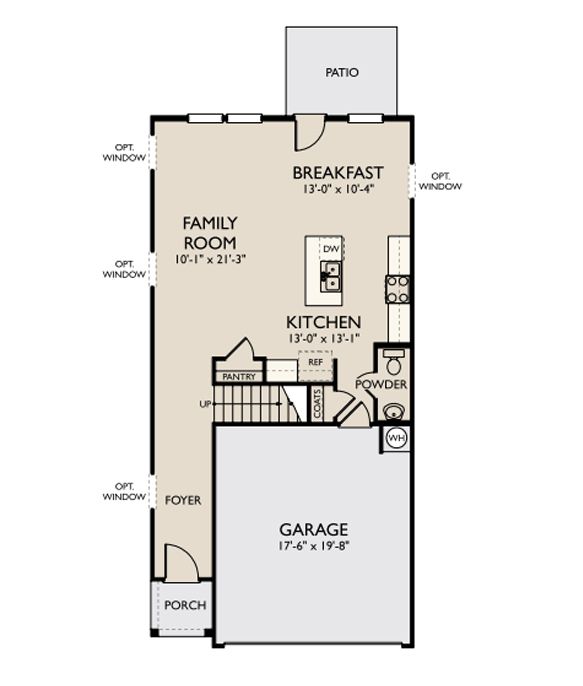 PATIO
OPT.
WINDOW
BREAKFAST
13'-0" x 10'-4"
OPT.
WINDOW
FAMILY
ROOM
10'-1" x 21'-3"
DW
OPT.
WINDOW
KITCHEN
13'-0" x 13'-1"
REF
PANTRY
POWDER
UP
COATS
WH
OPT.
WINDOW
FOYER
GARAGE
17'-6" x 19'-8"
PORCH